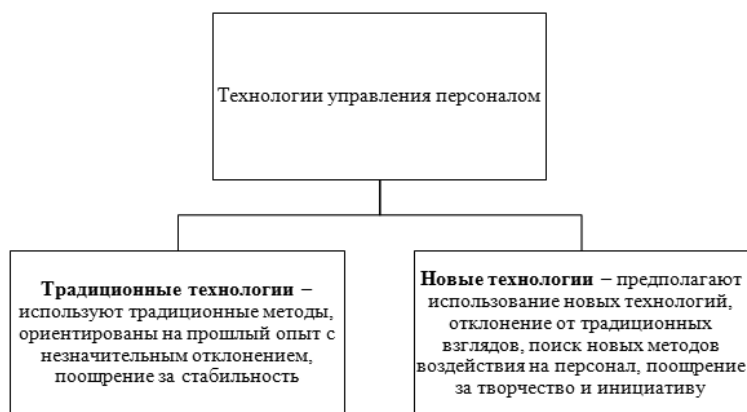 Технологии управления персоналом
Традиционные технологии –
используют традиционные методы,
ориентированы на прошлый опыт с
незначительным отклонением,
поощрение за стабильность
Новые технологии – предполагают
использование новых технологий,
отклонение от традиционных
взглядов, поиск новых методов
воздействия на персонал, поощрение
за творчество и инициативу